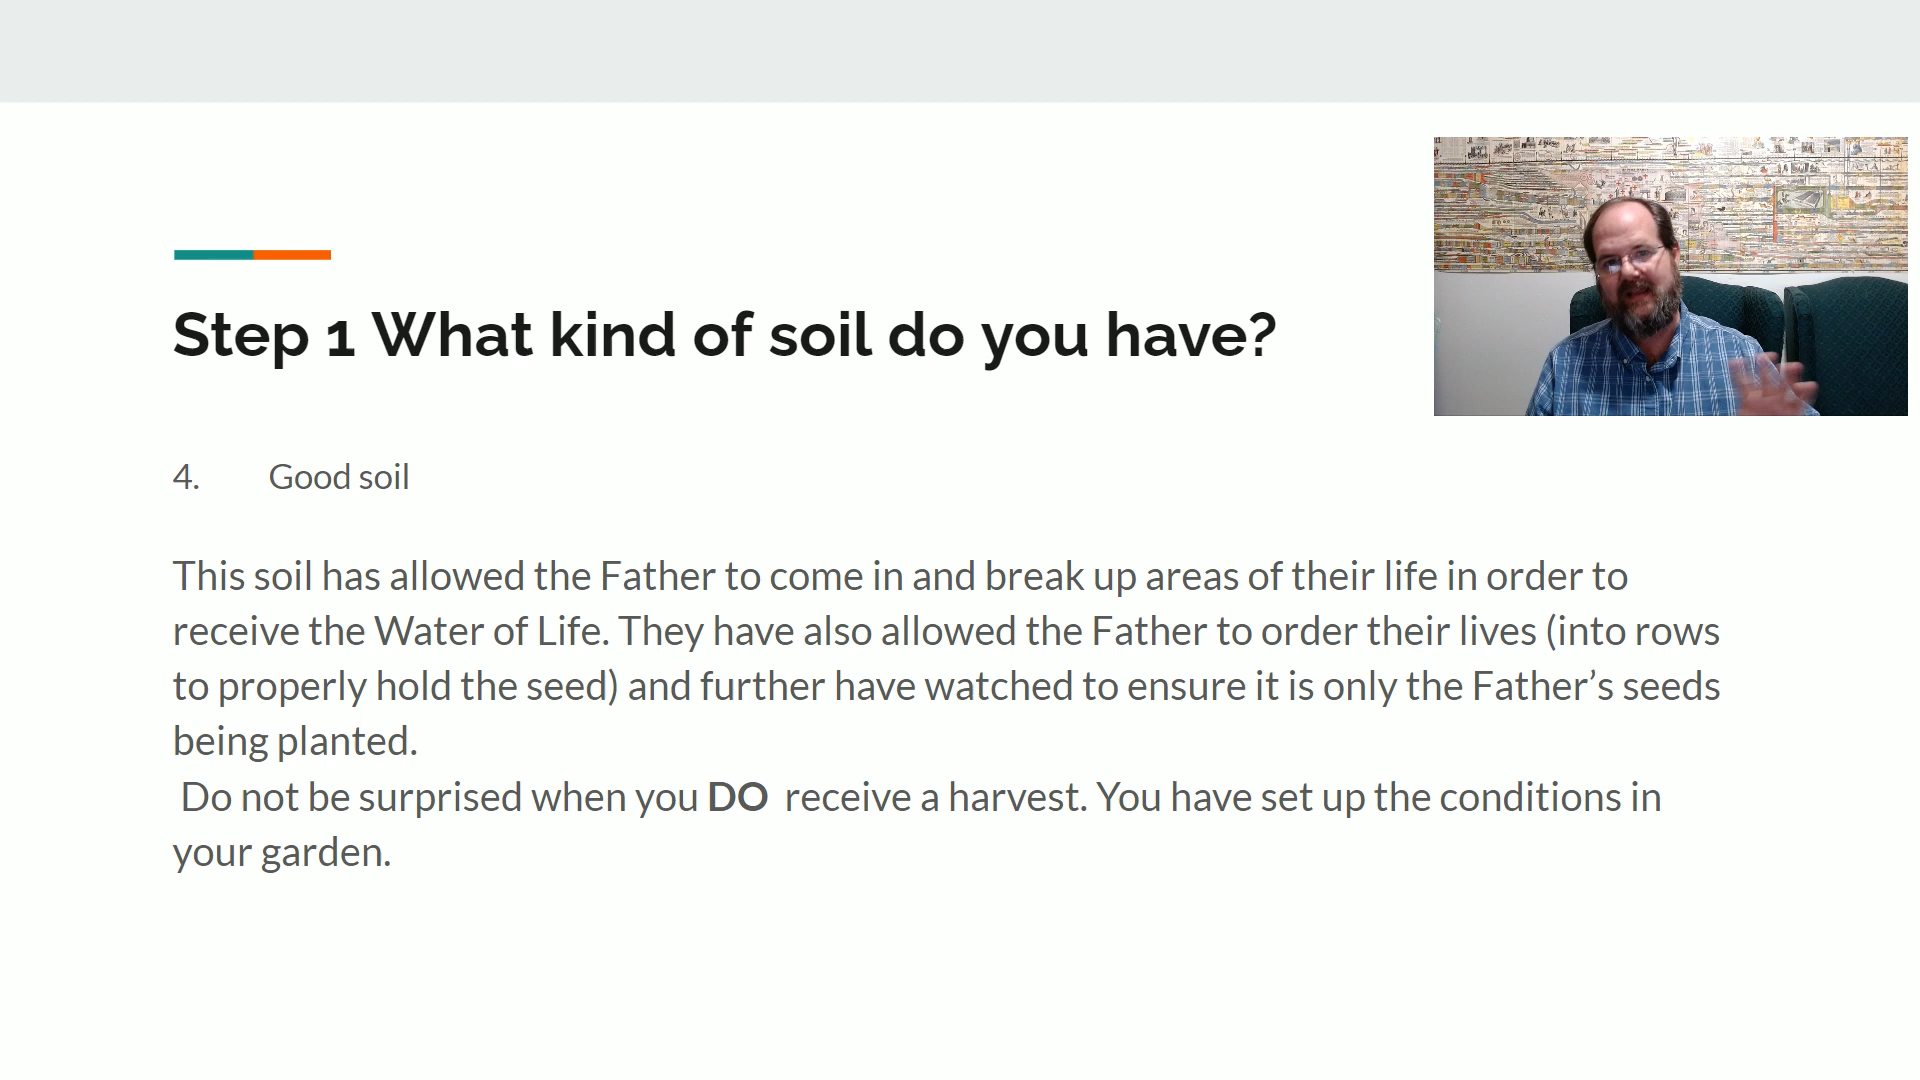 Step 1 What kind of soil do you have?
4. Good soil
This soil has allowed the Father to come in and break up areas of their life in order to
receive the Water of Life. They have also allowed the Father to order their lives (into rows
to properly hold the seed) and further have watched to ensure it is only the Father’s seeds
being planted.
Do not be surprised when you DO receive a harvest. You have set up the conditions in
your garden.